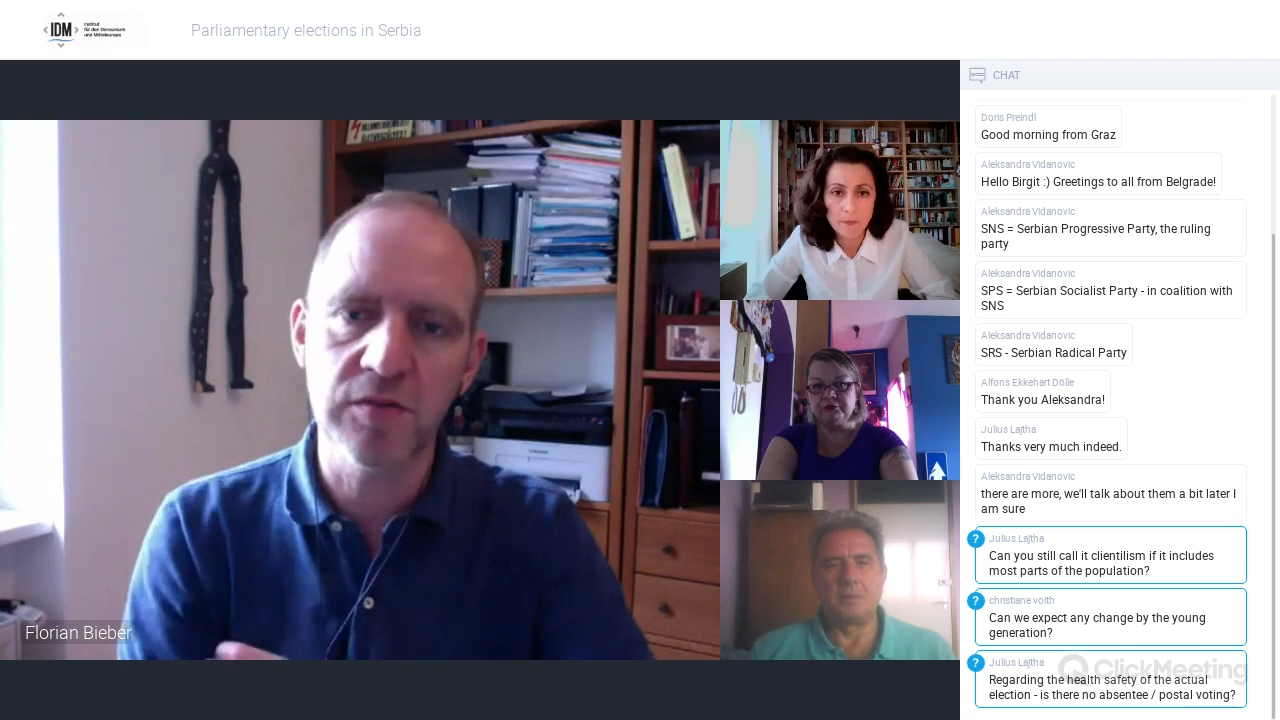 IDM
Institut
für den Donauraum
und Mitteleuropa
Parliamentary elections in Serbia
CHAT
Doris Preindl
Good morning from Graz
Aleksandra Vidanovic
Hello Birgit :) Greetings to all from Belgrade!
Aleksandra Vidanovic
SNS = Serbian Progressive Party, the ruling
party
Aleksandra Vidanovic
SPS = Serbian Socialist Party - in coalition with
SNS
Aleksandra Vidanovic
SRS - Serbian Radical Party
Alfons Ekkehart Dölle
Thank you Aleksandra!
Julius Lajtha
Thanks very much indeed.
Aleksandra Vidanovic
there are more, we'll talk about them a bit later I
am sure
?
Julius Lajtha
Can you still call it clientilism if it includes
most parts of the population?
?
christiane voith
Can we expect any change by the young
generation?
?
Julius Lajtha
Regarding the health safety of the actual
election - is there no absentee / postal voting?
ClickMeeting
Florian Bieber